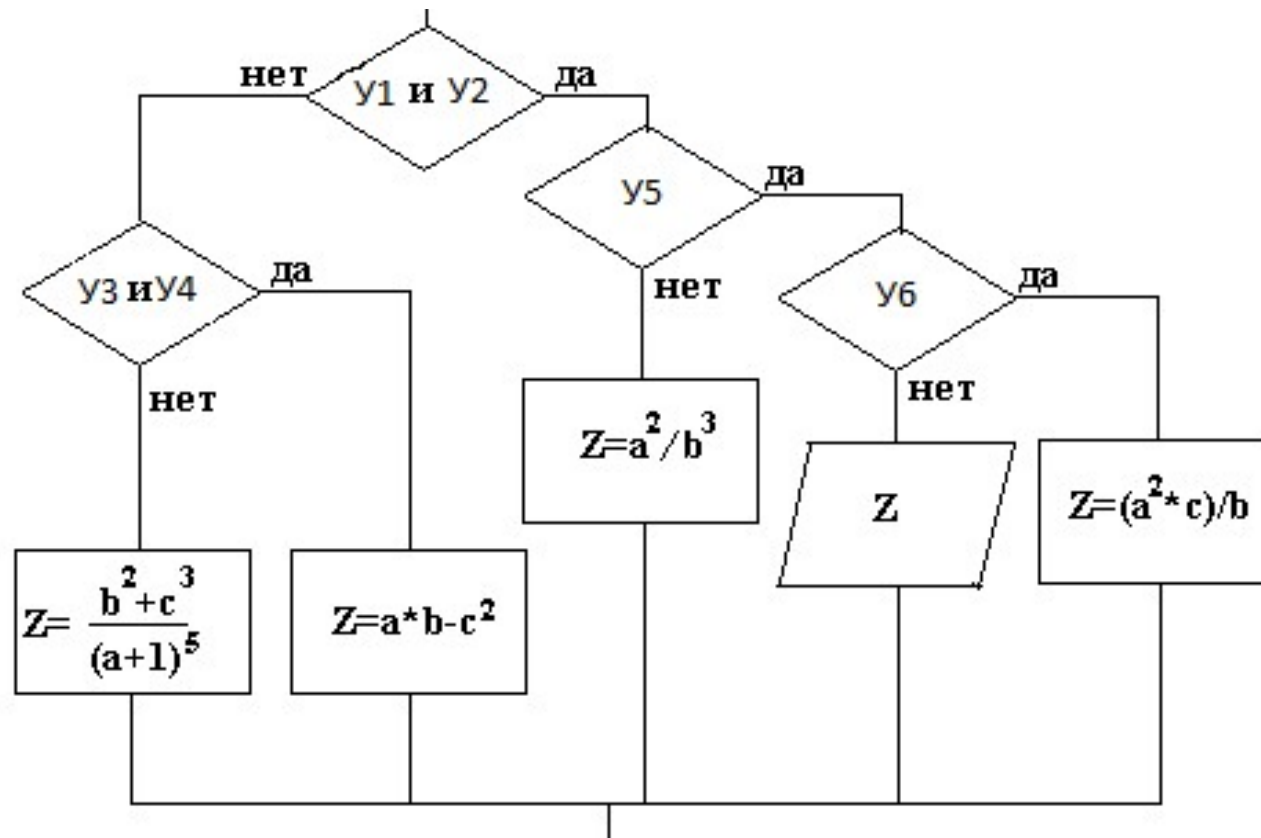 нет
У1 и У2
да
У5
да
У3 иУ4
да
нет
У6
да
нет
нет
Z=a²/b³
Z
Z=(a²*c)/b
Z= b²+c³
(a+1)⁵
Z=a*b-c²